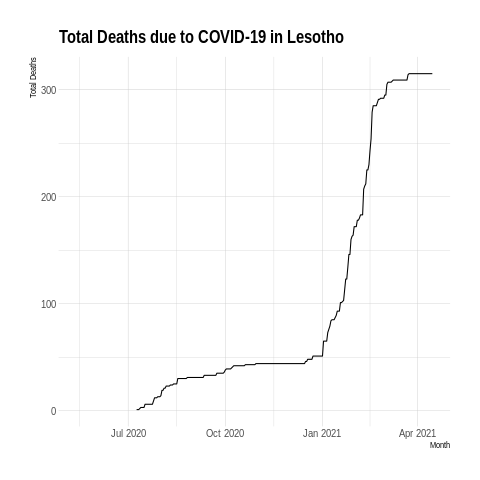 Total Deaths due to COVID-19 in Lesotho
Total Deaths
300
200
100
0
Jul 2020
Oct 2020
Jan 2021
Apr 2021
Month